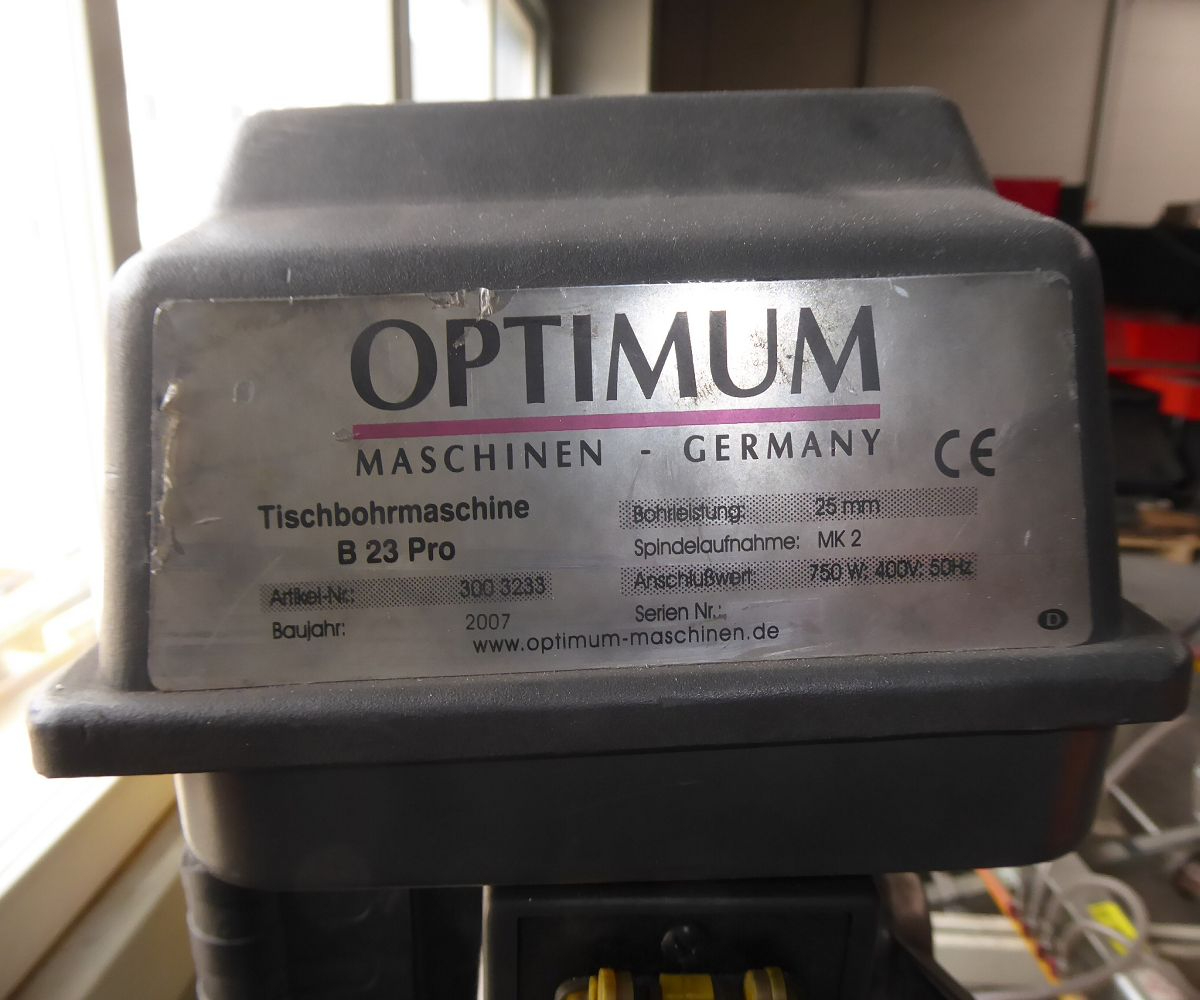 OPTIMUM
MASCHINEN - GERMANY
CE
Tischbohrmaschine
B 23 Pro
Artikel-Nr.: 300 3233
Baujahr: 2007
Bohrleistung: 25 mm
Spindelaufnahme: MK 2
Anschlußwert: 750 W; 400V; 50Hz
Serien Nr.:
www.optimum-maschinen.de
D